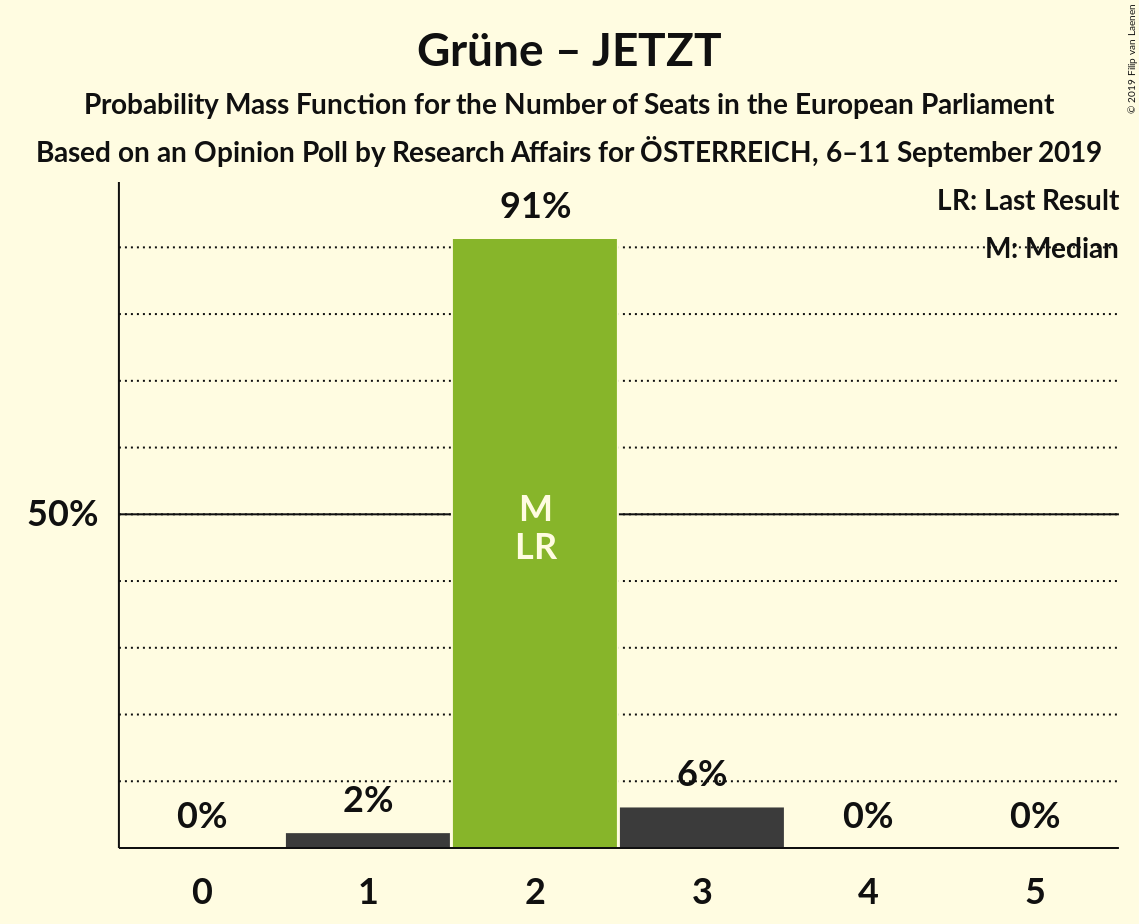 Grüne – JETZT
Probability Mass Function for the Number of Seats in the European Parliament
Based on an Opinion Poll by Research Affairs for ÖSTERREICH, 6–11 September 2019
© 2019 Filip van Laenen
LR: Last Result
M: Median
91%
50%
M
LR
0%
2%
6%
0%
0%
0
1
2
3
4
5